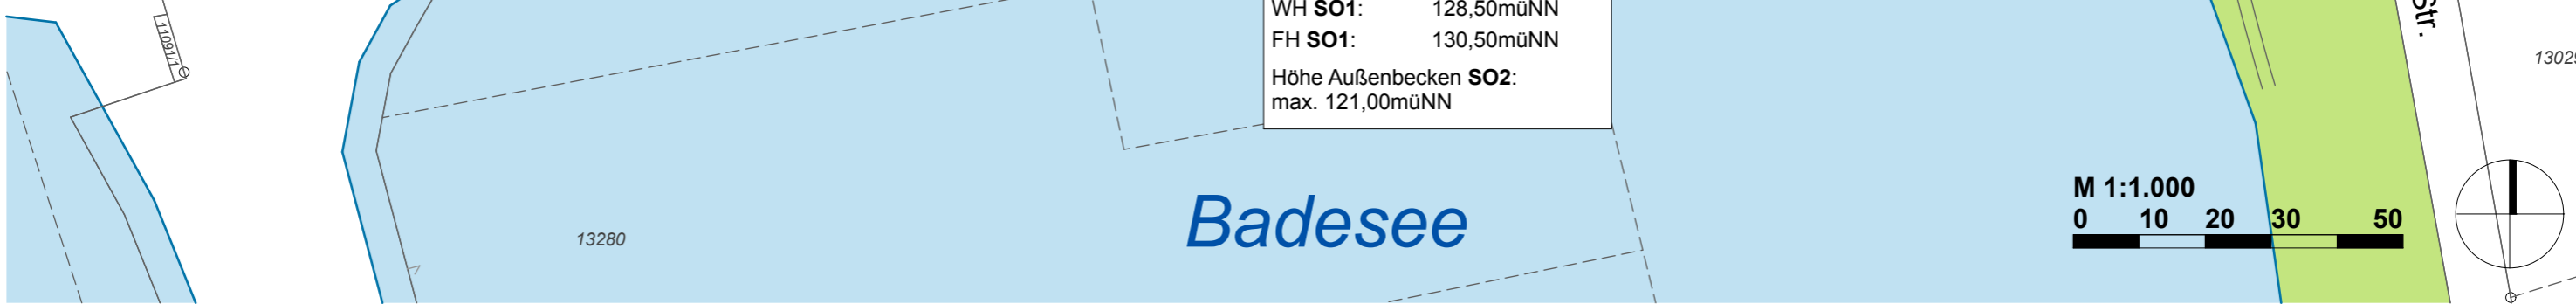 WH SO1: 128,50müNN
FH SO1: 130,50müNN
Höhe Außenbecken SO2:
max. 121,00müNN
Str.
11091/1
Badesee
13280
M 1:1.000
0 10 20 30 50